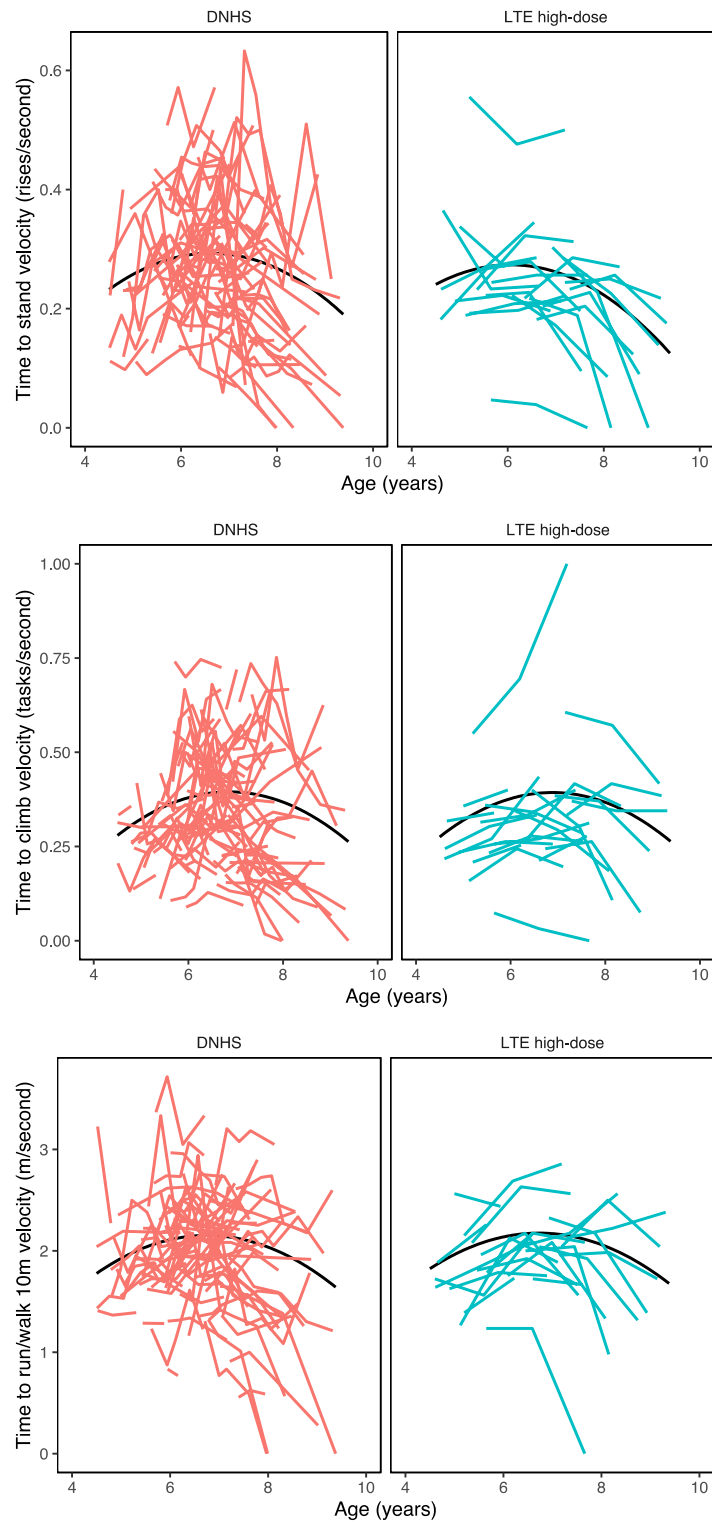 DNHS LTE high-dose
Time to stand velocity (rises/second)
0.6
0.4
0.2
0.0
4 6 8 10 4 6 8 10
Age (years)
DNHS LTE high-dose
Time to climb velocity (tasks/second)
1.00
0.75
0.50
0.25
0.00
4 6 8 10 4 6 8 10
Age (years)
DNHS LTE high-dose
Time to run/walk 10m velocity (m/second)
3
2
1
0
4 6 8 10 4 6 8 10
Age (years)